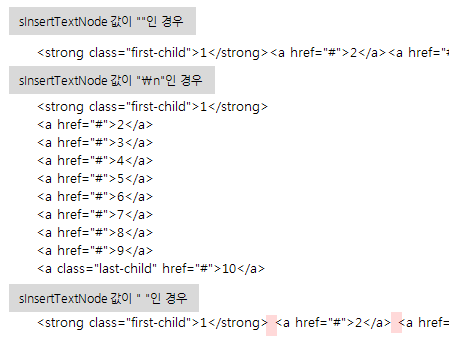 sInsertTextNode 값이 ""인 경우
<strong class="first-child">1</strong><a href="#">2</a><a href="#
sInsertTextNode 값이 "₩n"인 경우
<strong class="first-child">1</strong>
<a href="#">2</a>
<a href="#">3</a>
<a href="#">4</a>
<a href="#">5</a>
<a href="#">6</a>
<a href="#">7</a>
<a href="#">8</a>
<a href="#">9</a>
<a class="last-child" href="#">10</a>
sInsertTextNode 값이 " "인 경우
<strong class="first-child">1</strong> <a href="#">2</a> <a href="#